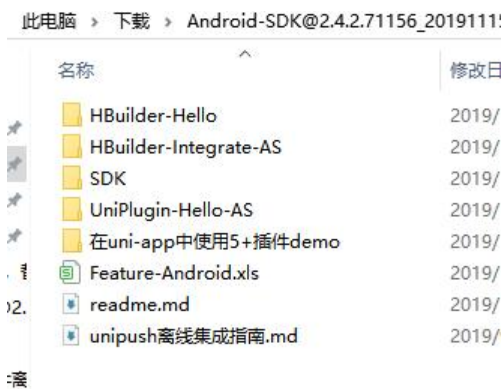 此电脑 › 下载 › Android-SDK@2.4.2.71156_2019111
名称 修改日
HBuilder-Hello 2019/
HBuilder-Integrate-AS 2019/
SDK 2019/
UniPlugin-Hello-AS 2019/
在uni-app中使用5+插件demo 2019/
Feature-Android.xls 2019/
readme.md 2019/
02.
unipush离线集成指南.md 2019/
离